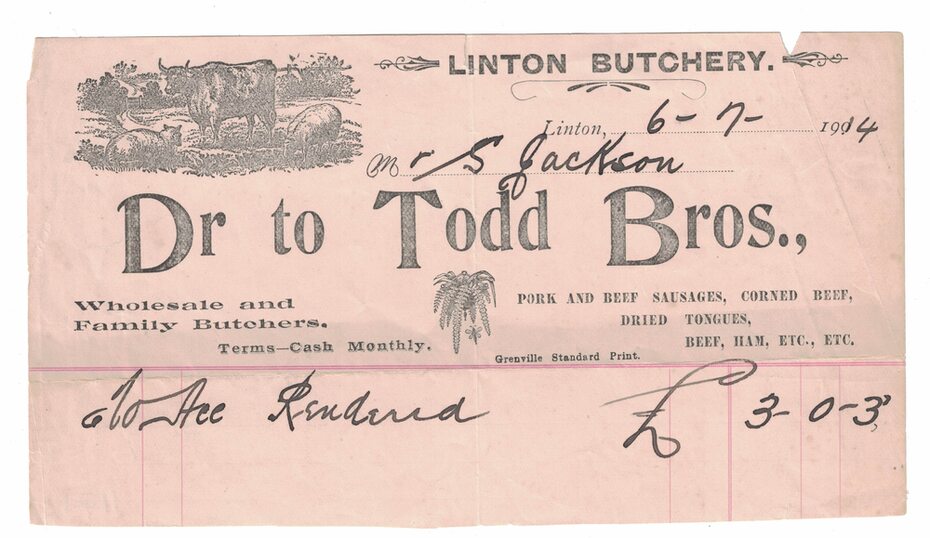 LINTON BUTCHERY.
Linton, 6-7- 1914
Mr S Jackson
Dr to Todd Bros.,
Wholesale and
Family Butchers.
Terms—Cash Monthly.
PORK AND BEEF SAUSAGES, CORNED BEEF,
DRIED TONGUES,
BEEF, HAM, ETC., ETC.
Grenville Standard Print.
To Acc Rendered £ 3-0-3